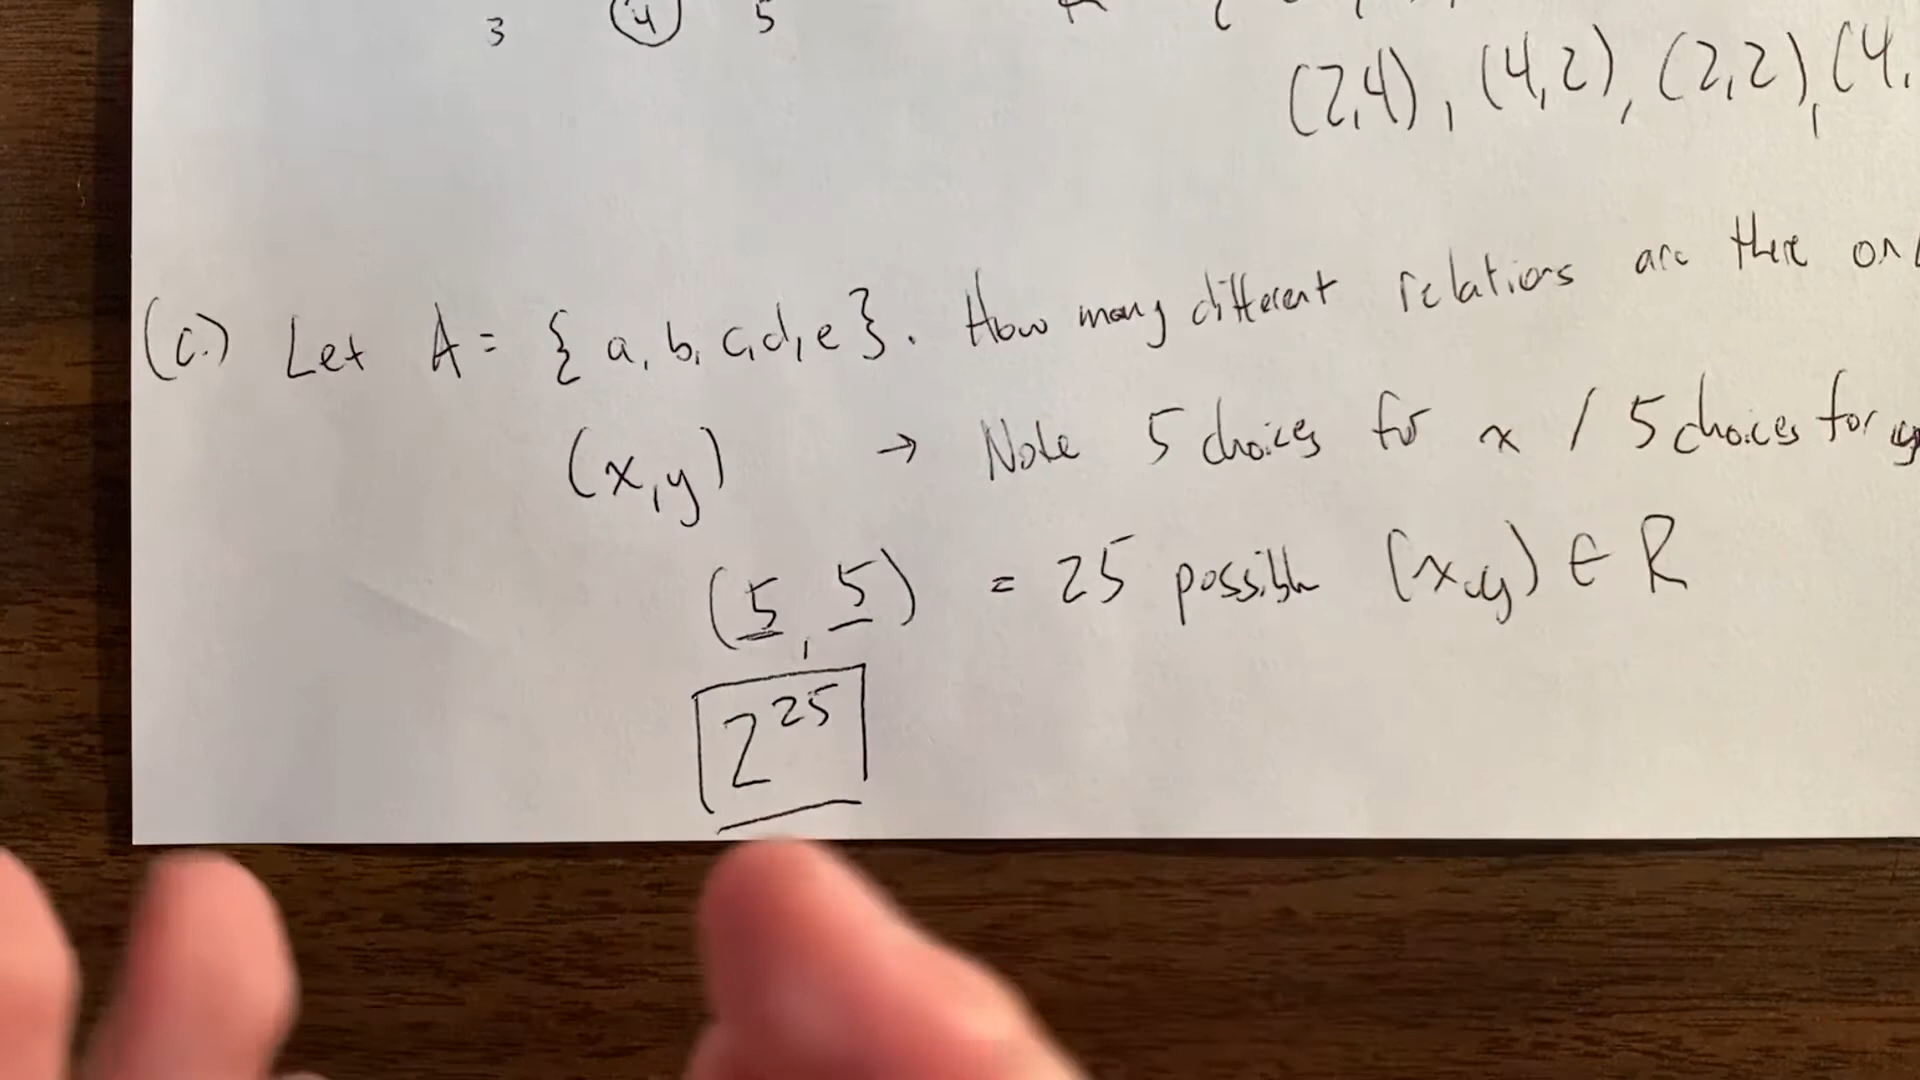 3 4 5
(2,4), (4,2), (2,2), (4,
(c.) Let A = { a, b, c, d, e }. How many different relations are there on
(x,y) → Note 5 choices for x / 5 choices for y
(5, 5) = 25 possible (x,y) ∈ R
2^25